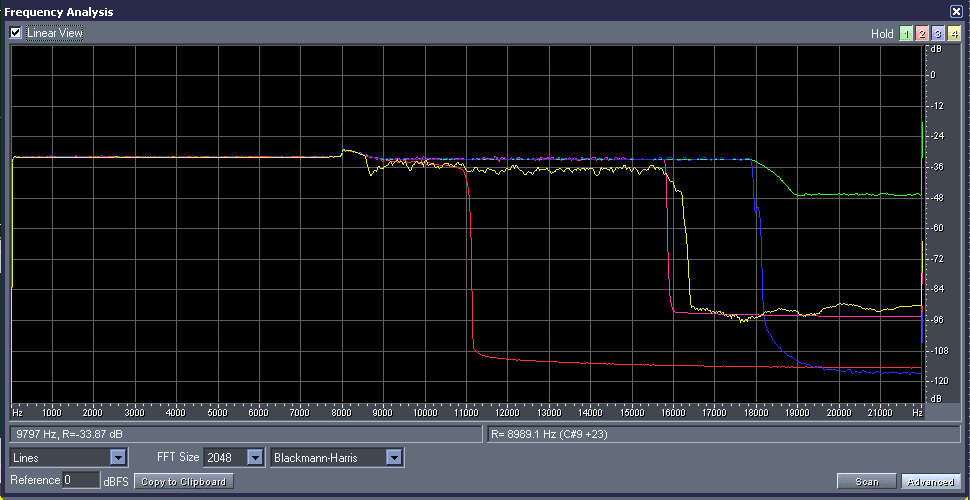 Frequency Analysis
Linear View
Hold 1 2 3 4
dB
0
-12
-24
-36
-48
-60
-72
-84
-96
-108
-120
dB
Hz 1000 2000 3000 4000 5000 6000 7000 8000 9000 10000 11000 12000 13000 14000 15000 16000 17000 18000 19000 20000 21000 Hz
9797 Hz, R=-33.87 dB
R= 8989.1 Hz (C#9 +23)
Lines FFT Size 2048 Blackmann-Harris
Reference 0 dBFS Copy to Clipboard Scan Advanced